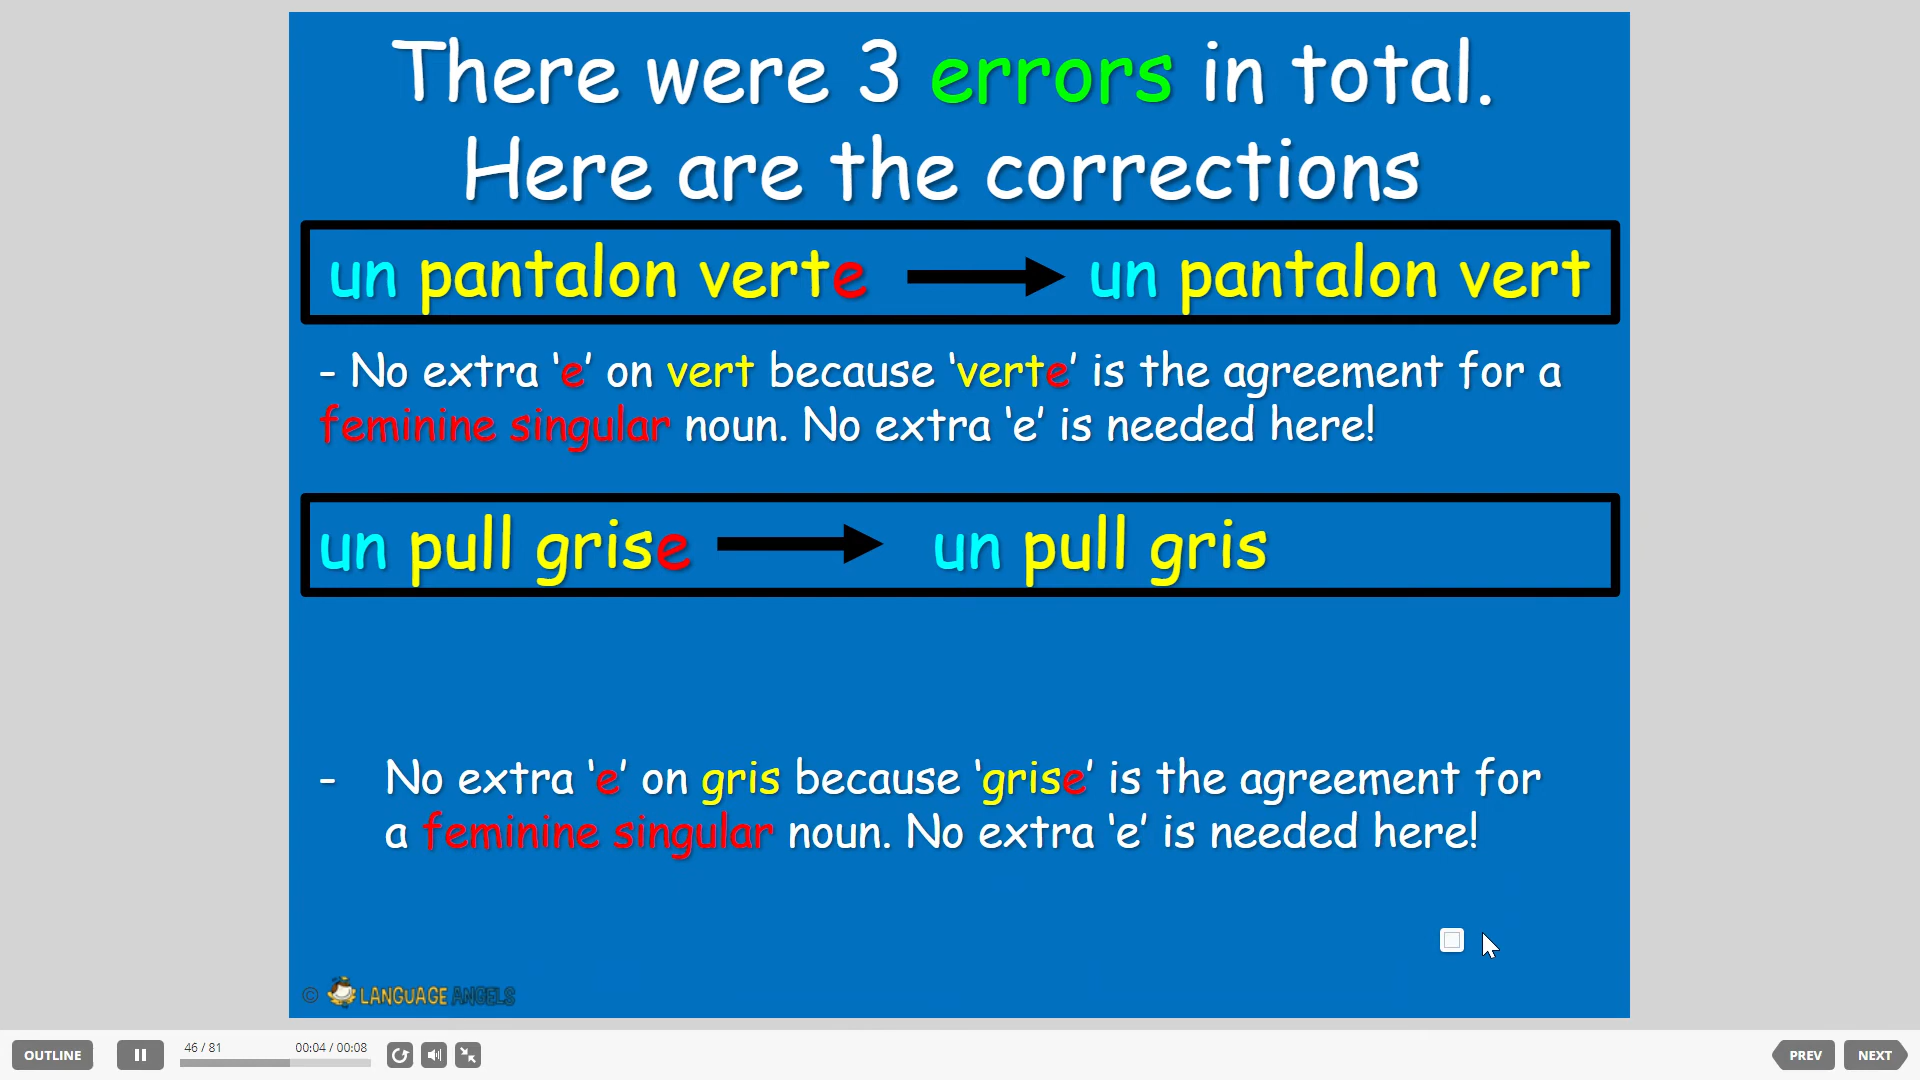 There were 3 errors in total.
Here are the corrections
un pantalon verte un pantalon vert
- No extra ‘e’ on vert because ‘verte’ is the agreement for a
feminine singular noun. No extra ‘e’ is needed here!
un pull grise un pull gris
- No extra ‘e’ on gris because ‘grise’ is the agreement for
a feminine singular noun. No extra ‘e’ is needed here!
© LANGUAGE ANGELS
OUTLINE
46 / 81
00:04 / 00:08
PREV
NEXT